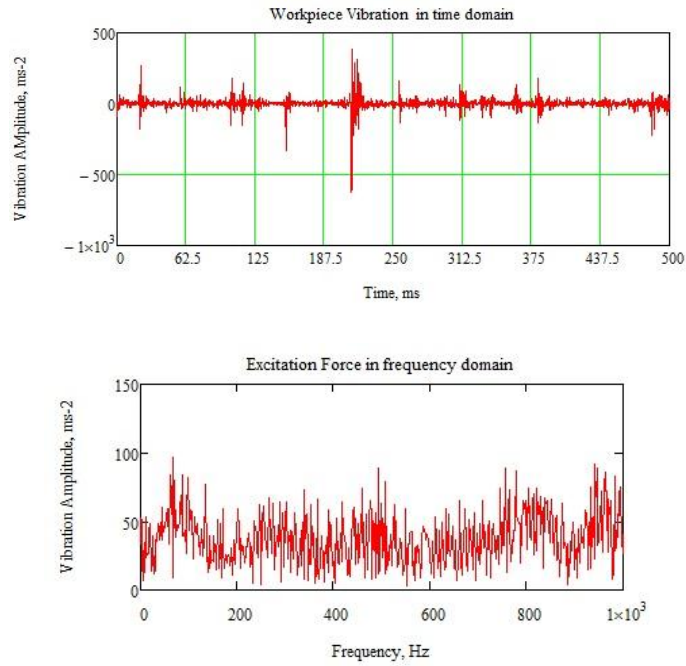 Workpiece Vibration in time domain
Vibration AMplitude, ms-2
500
0
− 500
− 1×10³
0 62.5 125 187.5 250 312.5 375 437.5 500
Time, ms
Excitation Force in frequency domain
Vibration Amplitude, ms-2
150
100
50
0
0 200 400 600 800 1×10³
Frequency, Hz